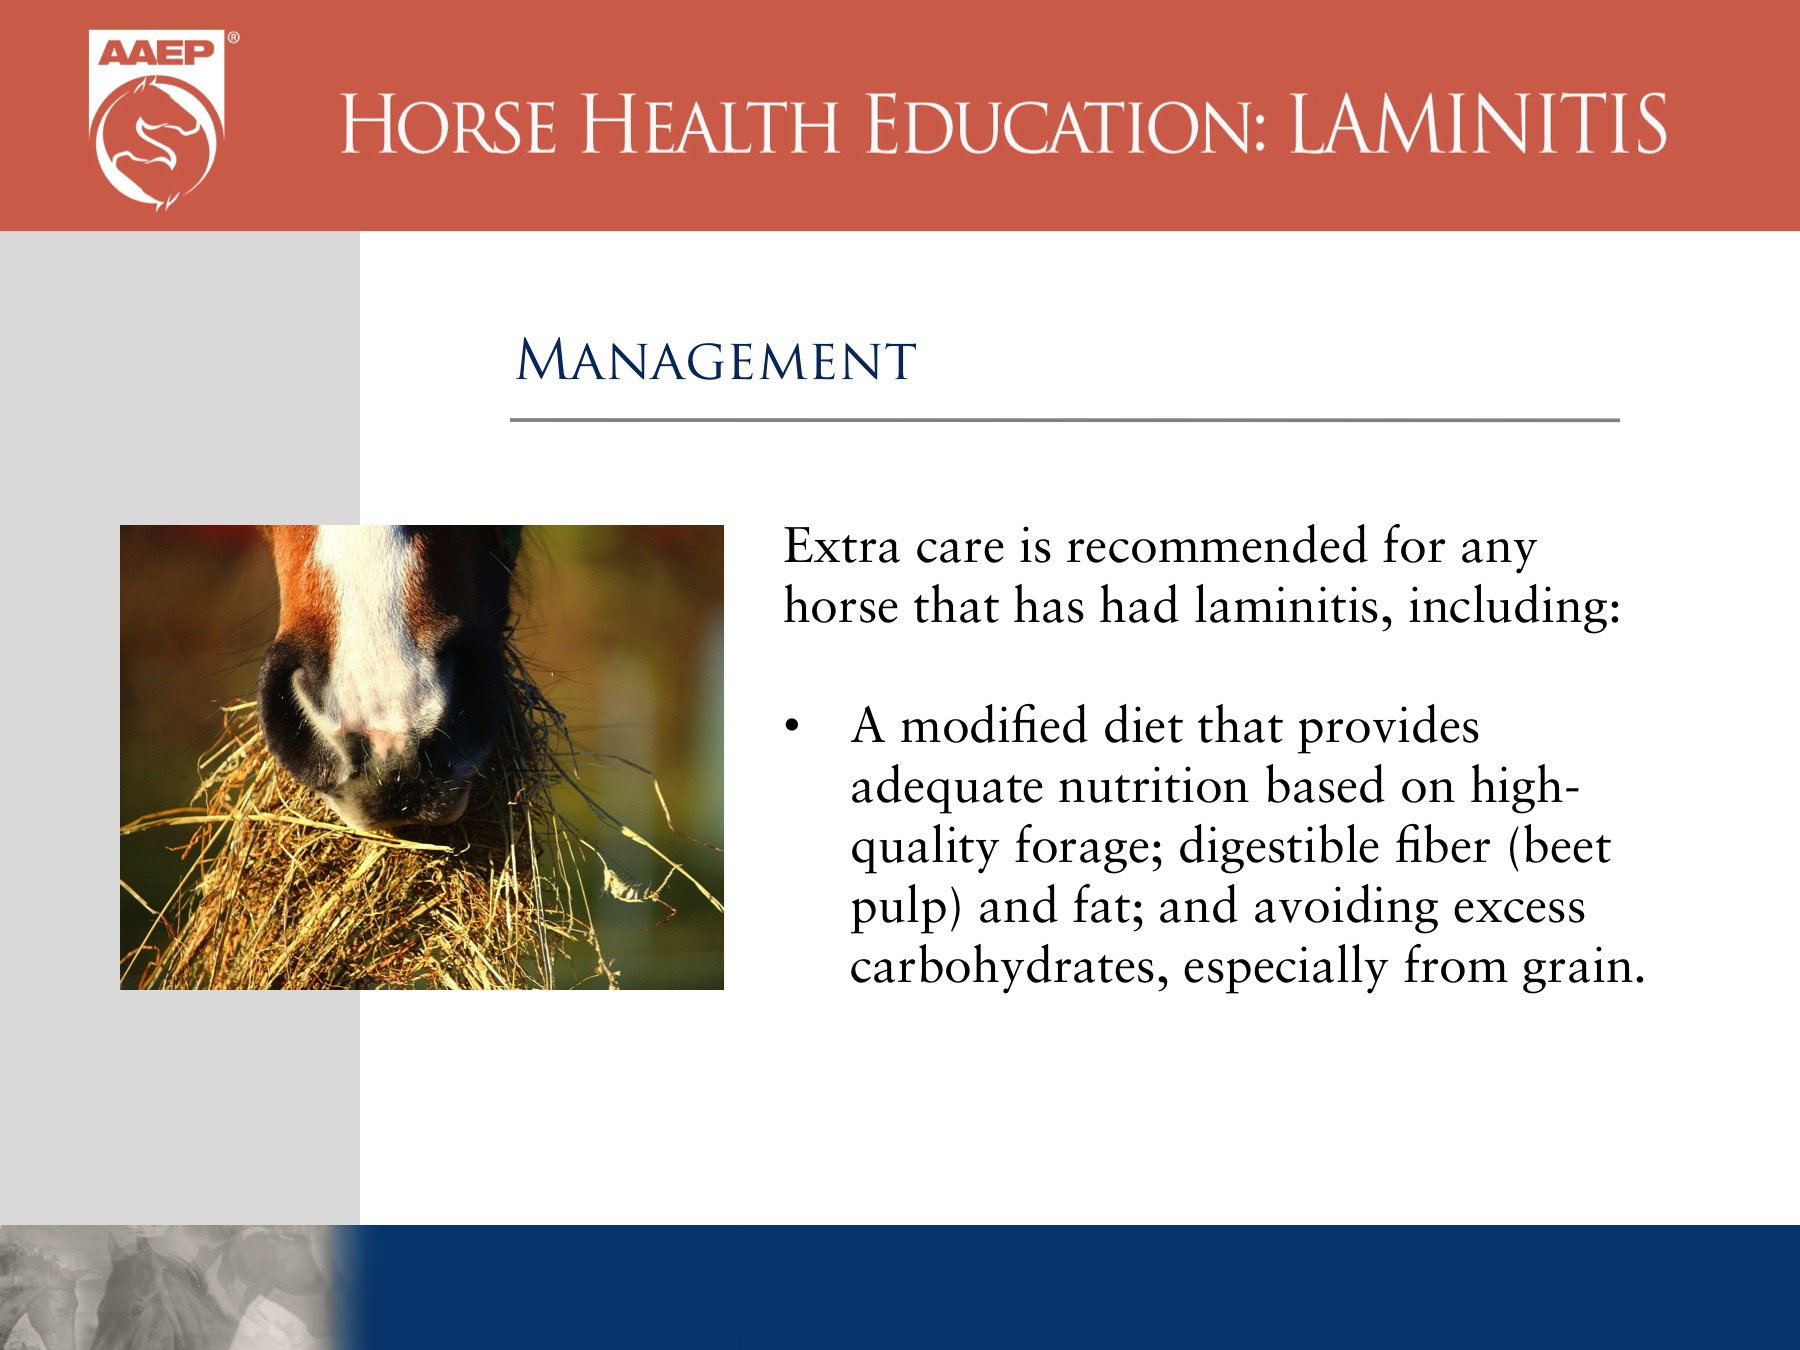 AAEP®
HORSE HEALTH EDUCATION: LAMINITIS
MANAGEMENT
Extra care is recommended for any
horse that has had laminitis, including:
• A modified diet that provides
adequate nutrition based on high-
quality forage; digestible fiber (beet
pulp) and fat; and avoiding excess
carbohydrates, especially from grain.